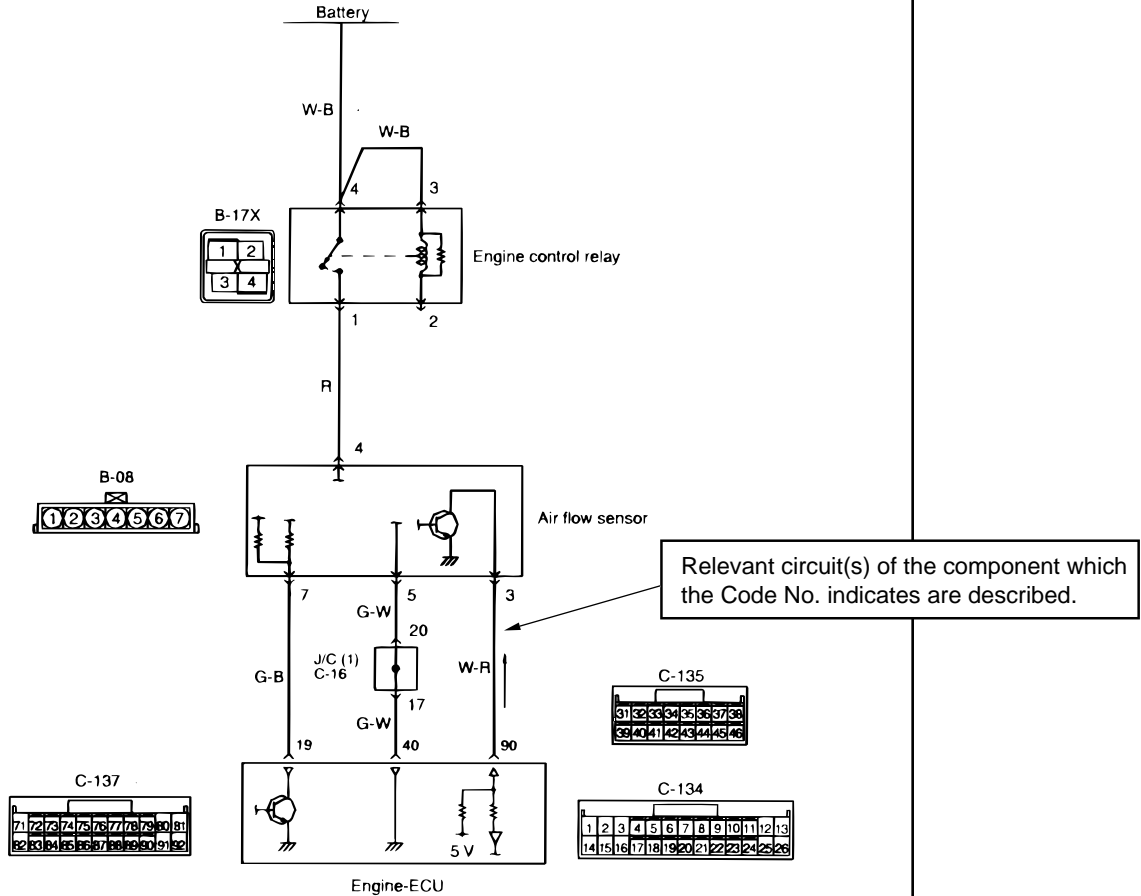 Battery
W-B
W-B
4 3
B-17X
1 2
X
3 4
Engine control relay
1 2
R
4
B-08
1 2 3 4 5 6 7
Air flow sensor
Relevant circuit(s) of the component which
the Code No. indicates are described.
7 5 3
G-W
20
J/C (1)
C-16
G-B
W-R
17
G-W
C-135
31 32 33 34 35 36 37 38
39 40 41 42 43 44 45 46
19 40 90
C-137
71 72 73 74 75 76 77 78 79 80 81
82 83 84 85 86 87 88 89 90 91 92
5 V
C-134
1 2 3 4 5 6 7 8 9 10 11 12 13
14 15 16 17 18 19 20 21 22 23 24 25 26
Engine-ECU